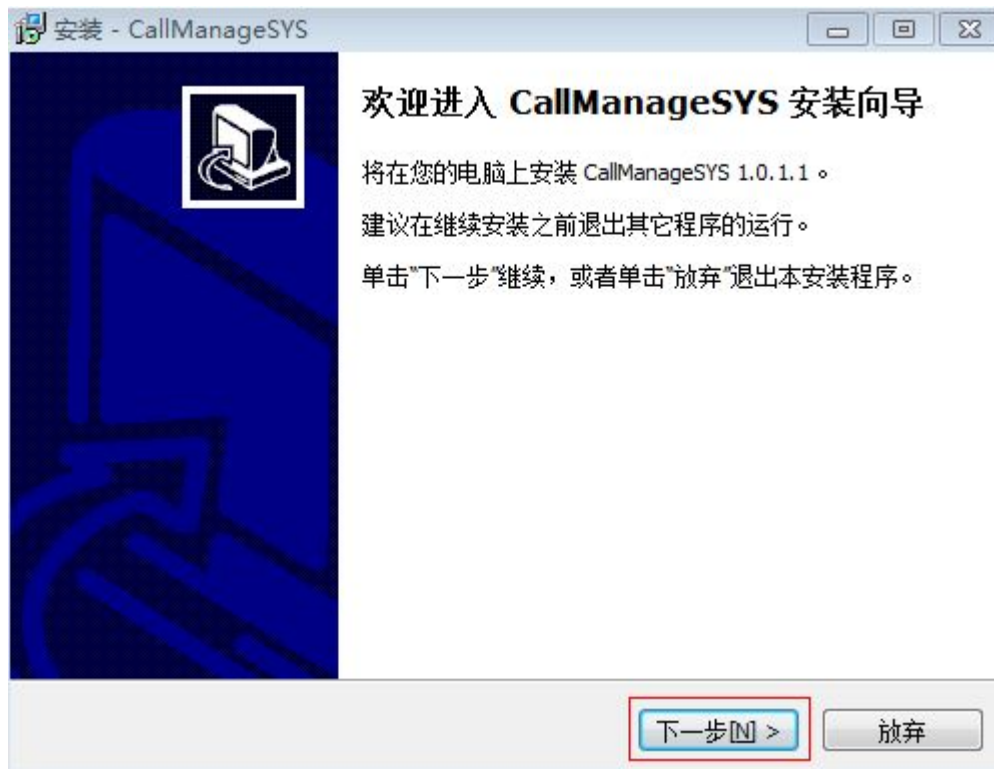 安装 - CallManageSYS
欢迎进入 CallManageSYS 安装向导
将在您的电脑上安装 CallManageSYS 1.0.1.1。
建议在继续安装之前退出其它程序的运行。
单击“下一步”继续，或者单击“放弃”退出本安装程序。
下一步[N] >
放弃